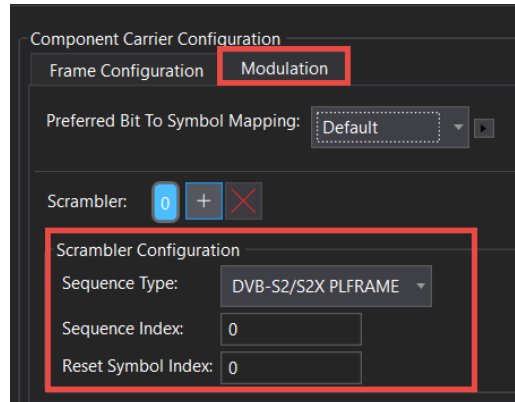 Component Carrier Configuration
Frame Configuration Modulation
Preferred Bit To Symbol Mapping: Default
Scrambler: 0 +
Scrambler Configuration
Sequence Type: DVB-S2/S2X PLFRAME
Sequence Index: 0
Reset Symbol Index: 0